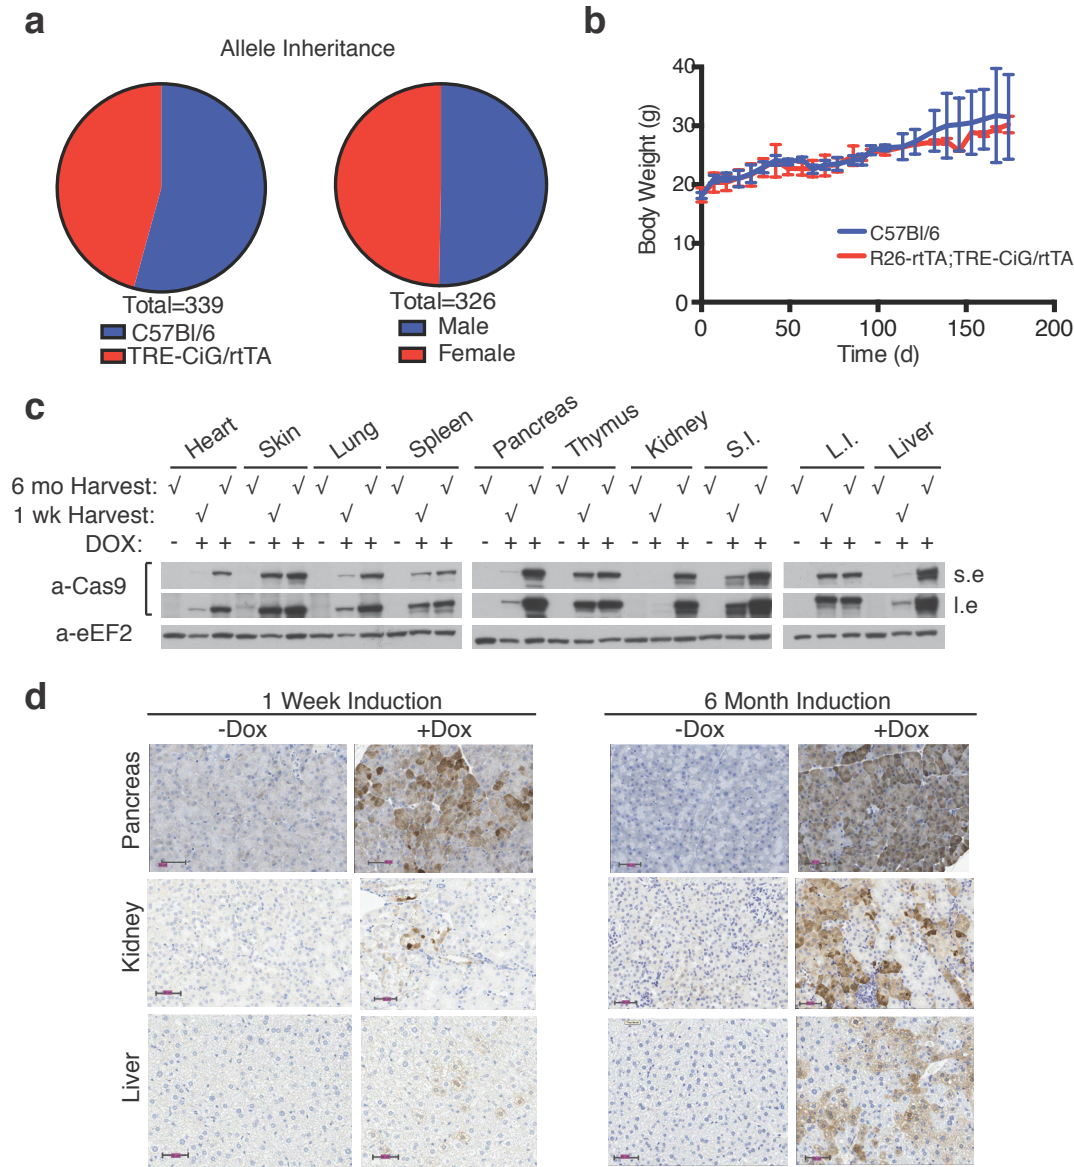 a
Allele Inheritance
Total=339
C57Bl/6
TRE-CiG/rtTA
Total=326
Male
Female
b
Body Weight (g)
40
30
20
10
0
0 50 100 150 200
Time (d)
C57Bl/6
R26-rtTA;TRE-CiG/rtTA
c
Heart Skin Lung Spleen Pancreas Thymus Kidney S.I. L.I. Liver
6 mo Harvest: √ √ √ √ √ √ √ √ √ √ √ √ √ √ √ √ √ √ √ √
1 wk Harvest: √ √ √ √ √ √ √ √ √ √
DOX: - + + - + + - + + - + + - + + - + + - + + - + + - + + - + +
a-Cas9
s.e
l.e
a-eEF2
d
1 Week Induction 6 Month Induction
-Dox +Dox -Dox +Dox
Pancreas
Kidney
Liver